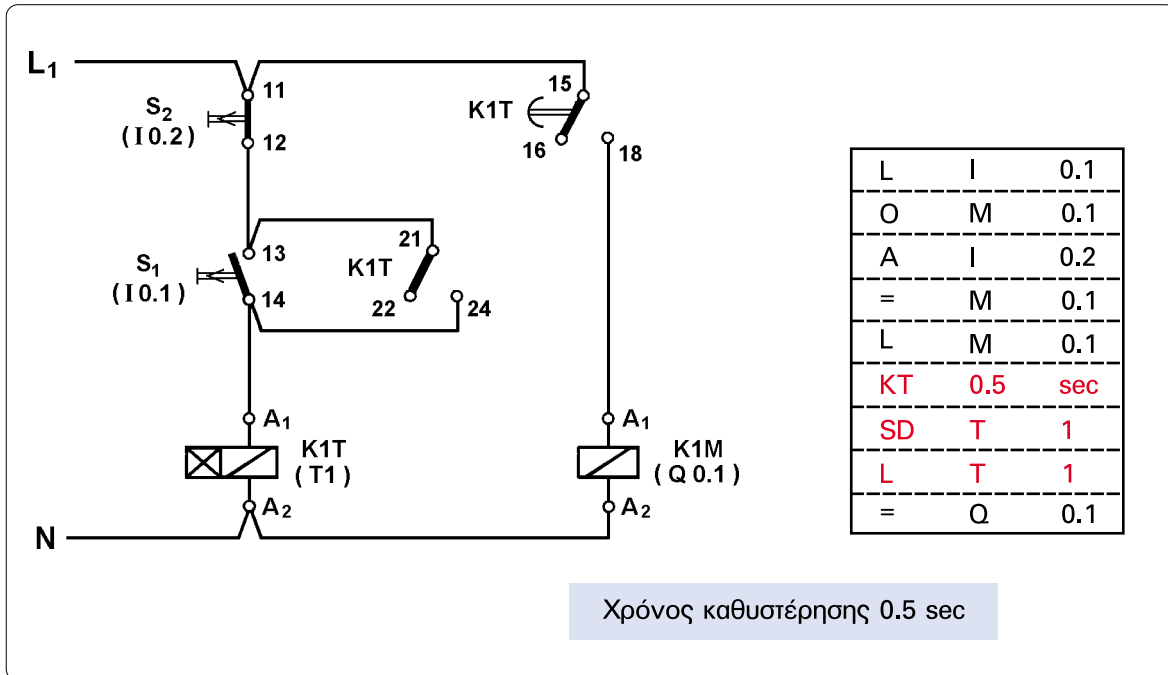 L1
11
S2
(I 0.2)
12
K1T
15
16
18
13
S1
(I 0.1)
14
21
K1T
22
24
A1
K1T
(T1)
A2
A1
K1M
(Q 0.1)
A2
N
L I 0.1
O M 0.1
A I 0.2
= M 0.1
L M 0.1
KT 0.5 sec
SD T 1
L T 1
= Q 0.1
Χρόνος καθυστέρησης 0.5 sec